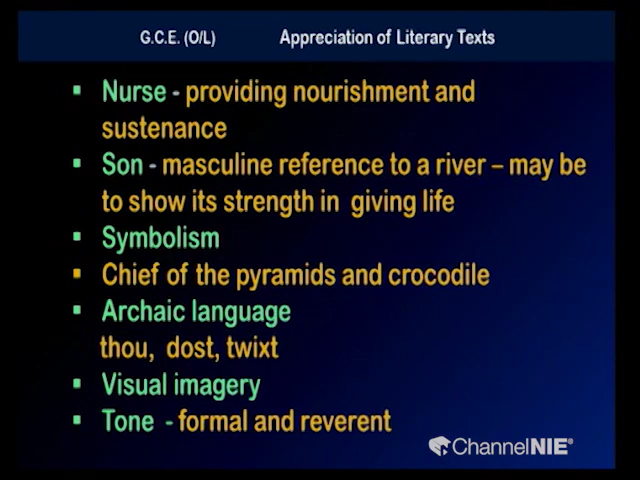 G.C.E. (O/L) Appreciation of Literary Texts
▪ Nurse - providing nourishment and
sustenance
▪ Son - masculine reference to a river – may be
to show its strength in giving life
▪ Symbolism
▪ Chief of the pyramids and crocodile
▪ Archaic language
thou, dost, twixt
▪ Visual imagery
▪ Tone - formal and reverent
ChannelNIE®